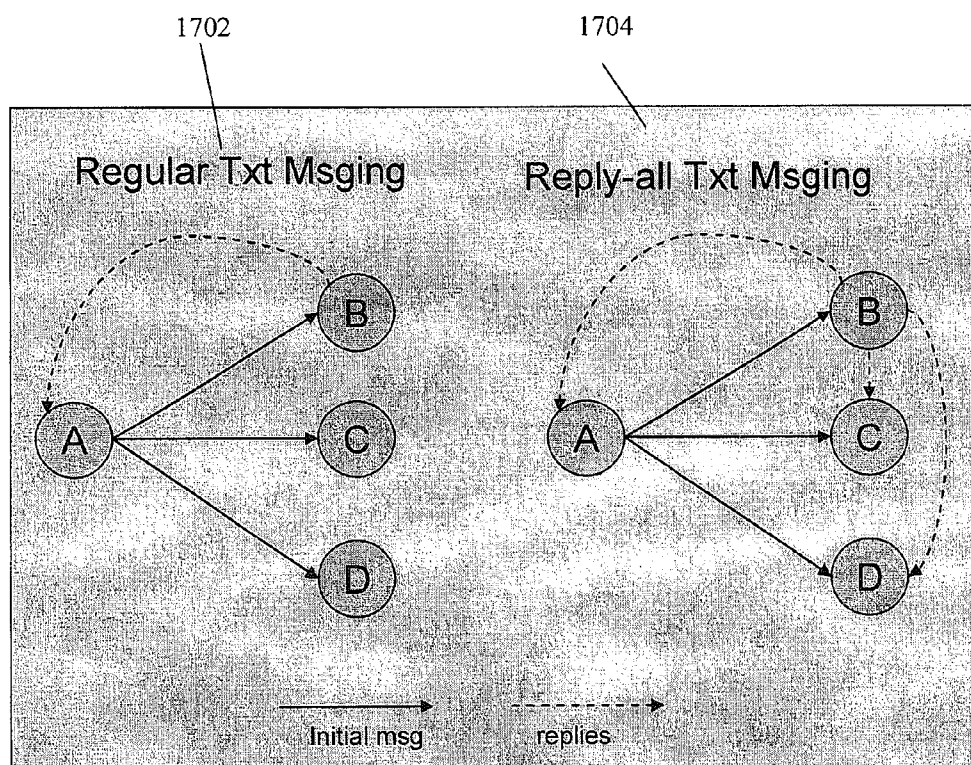 1702
1704
Regular Txt Msging
Reply-all Txt Msging
B
A
C
D
B
A
C
D
Initial msg
replies